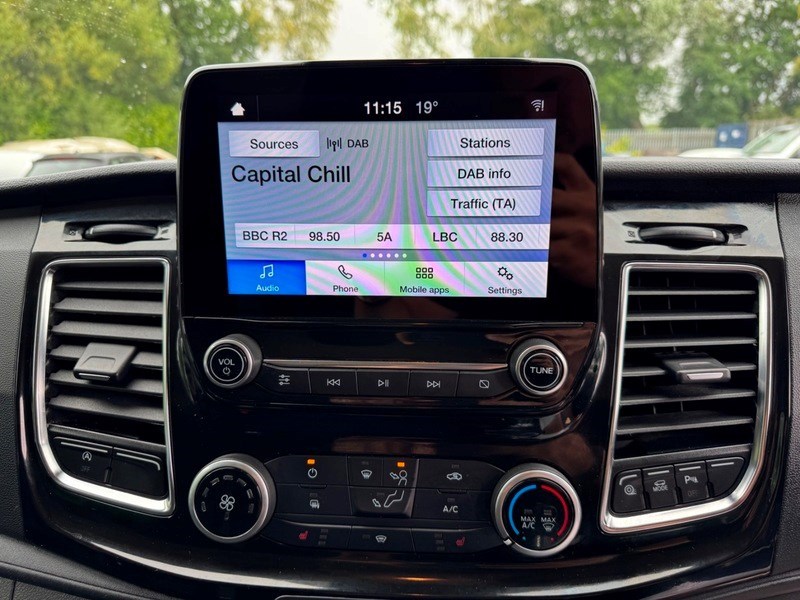 11:15 19°
Sources DAB Stations
Capital Chill DAB info
Traffic (TA)
BBC R2 98.50 5A LBC 88.30
Audio Phone Mobile apps Settings
VOL TUNE
MODE
A/C
MAX A/C MAX